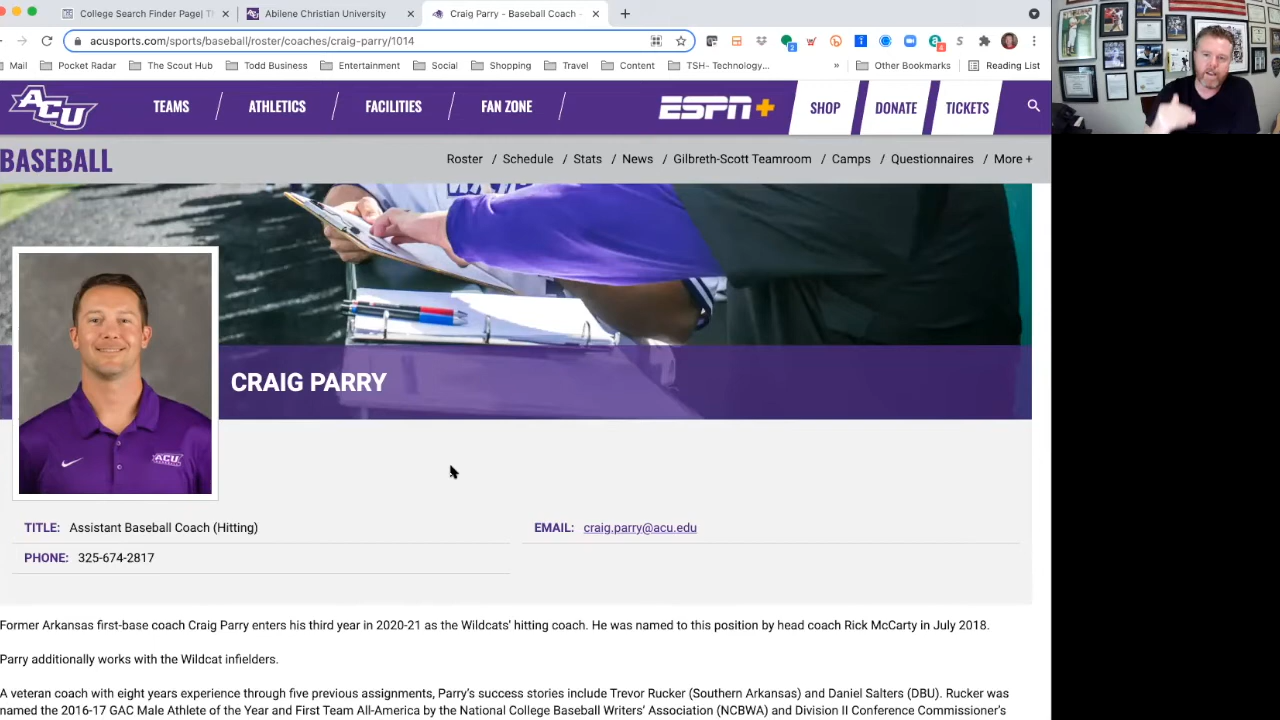 College Search Finder Page| T
Abilene Christian University
Craig Parry - Baseball Coach -
acusports.com/sports/baseball/roster/coaches/craig-parry/1014
Mail
Pocket Radar
The Scout Hub
Todd Business
Entertainment
Social
Shopping
Travel
Content
TSH- Technology...
»
Other Bookmarks
Reading List
ACU
TEAMS
ATHLETICS
FACILITIES
FAN ZONE
ESPN+
SHOP
DONATE
TICKETS
BASEBALL
Roster / Schedule / Stats / News / Gilbreth-Scott Teamroom / Camps / Questionnaires / More +
CRAIG PARRY
ACU
TITLE: Assistant Baseball Coach (Hitting)
EMAIL: craig.parry@acu.edu
PHONE: 325-674-2817
Former Arkansas first-base coach Craig Parry enters his third year in 2020-21 as the Wildcats' hitting coach. He was named to this position by head coach Rick McCarty in July 2018.
Parry additionally works with the Wildcat infielders.
A veteran coach with eight years experience through five previous assignments, Parry's success stories include Trevor Rucker (Southern Arkansas) and Daniel Salters (DBU). Rucker was
named the 2016-17 GAC Male Athlete of the Year and First Team All-America by the National College Baseball Writers' Association (NCBWA) and Division II Conference Commissioner's